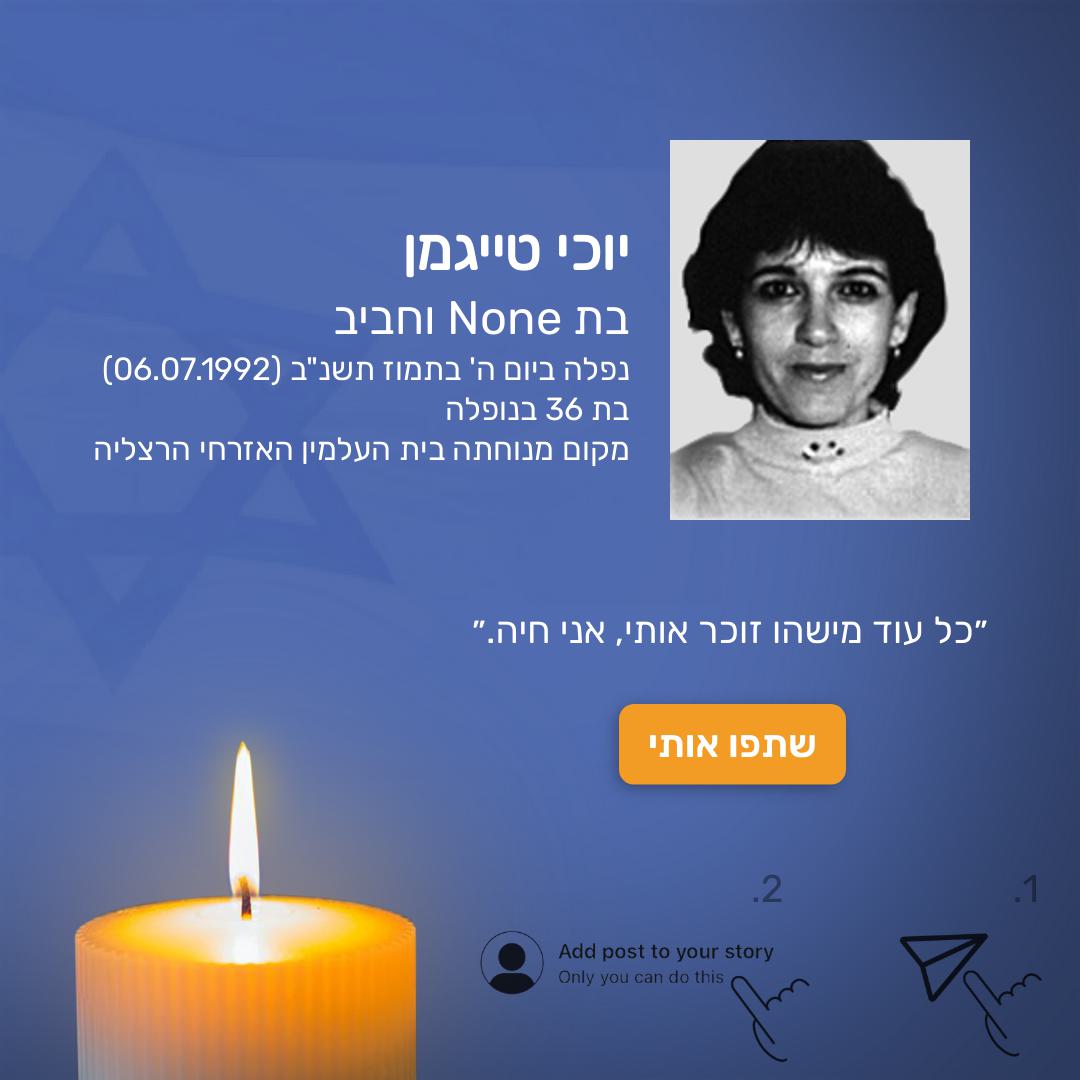 יוכי טייגמן
בת None וחביב
נפלה ביום ה' בתמוז תשנ"ב (06.07.1992)
בת 36 בנופלה
מקום מנוחתה בית העלמין האזרחי הרצליה
״כל עוד מישהו זוכר אותי, אני חיה.״
שתפו אותי
.1
.2
Add post to your story
Only you can do this